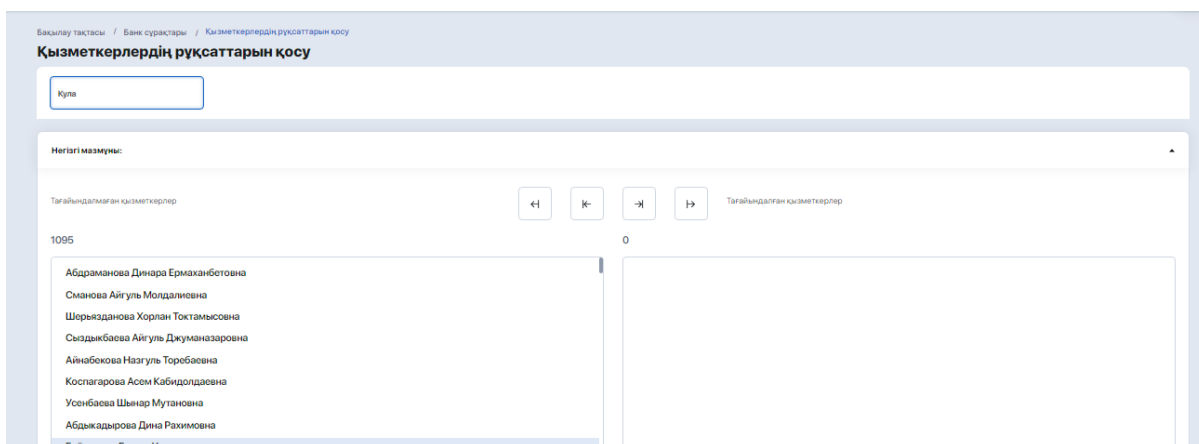 Бақылау тақтасы / Банк сұрақтары / Қызметкерлердің рұқсаттарын қосу
Қызметкерлердің рұқсаттарын қосу
Кула
Негізгі мазмұны:
Тағайындалмаған қызметкерлер
Тағайындалған қызметкерлер
1095
0
Абдраманова Динара Ермаханбетовна
Сманова Айгуль Молдалиевна
Шерьязданова Хорлан Токтамысовна
Сыздыкбаева Айгуль Джуманазаровна
Айнабекова Назгуль Торебаевна
Коспагарова Асем Кабидолдаевна
Усенбаева Шынар Мутановна
Абдыкадырова Дина Рахимовна